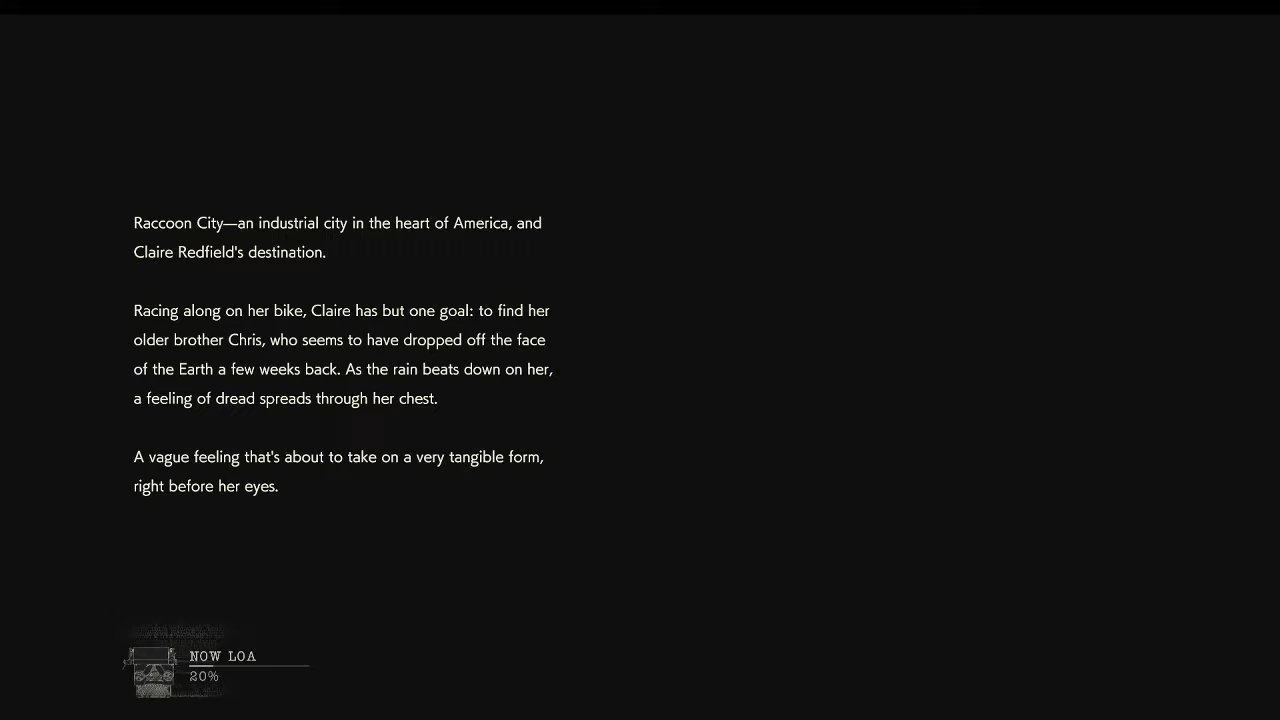 Raccoon City—an industrial city in the heart of America, and
Claire Redfield's destination.
Racing along on her bike, Claire has but one goal: to find her
older brother Chris, who seems to have dropped off the face
of the Earth a few weeks back. As the rain beats down on her,
a feeling of dread spreads through her chest.
A vague feeling that's about to take on a very tangible form,
right before her eyes.
NOW LOA
20%